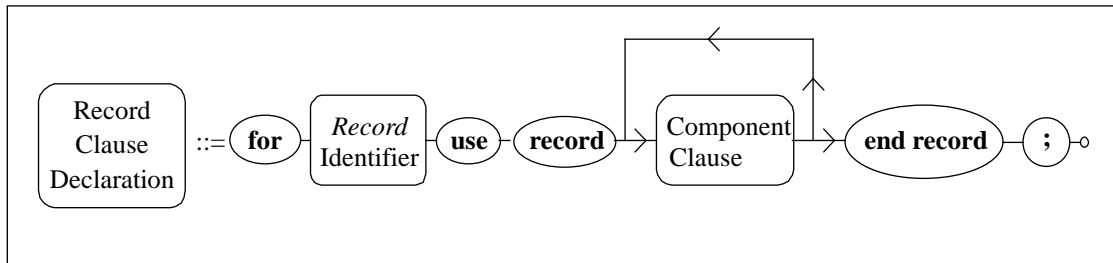 Record
Clause
Declaration
::=
for
Record
Identifier
use
record
Component
Clause
end record
;